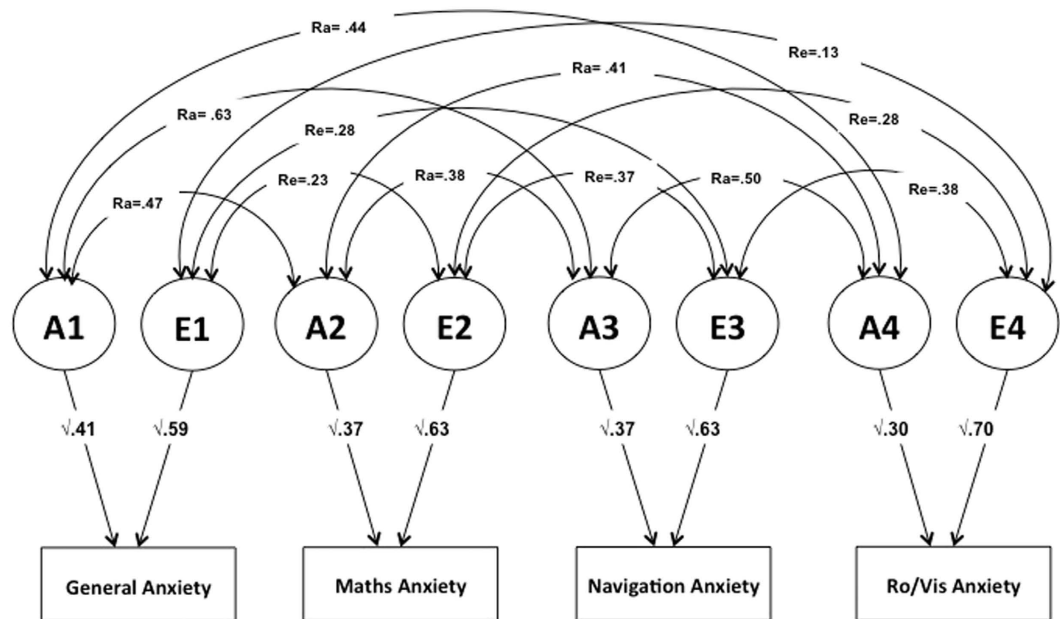 Ra= .44
Re=.13
Ra= .41
Ra= .63
Re=.28
Re=.28
Ra=.47
Re=.23
Ra=.38
Re=.37
Ra=.50
Re=.38
A1 E1 A2 E2 A3 E3 A4 E4
√.41 √.59 √.37 √.63 √.37 √.63 √.30 √.70
General Anxiety Maths Anxiety Navigation Anxiety Ro/Vis Anxiety